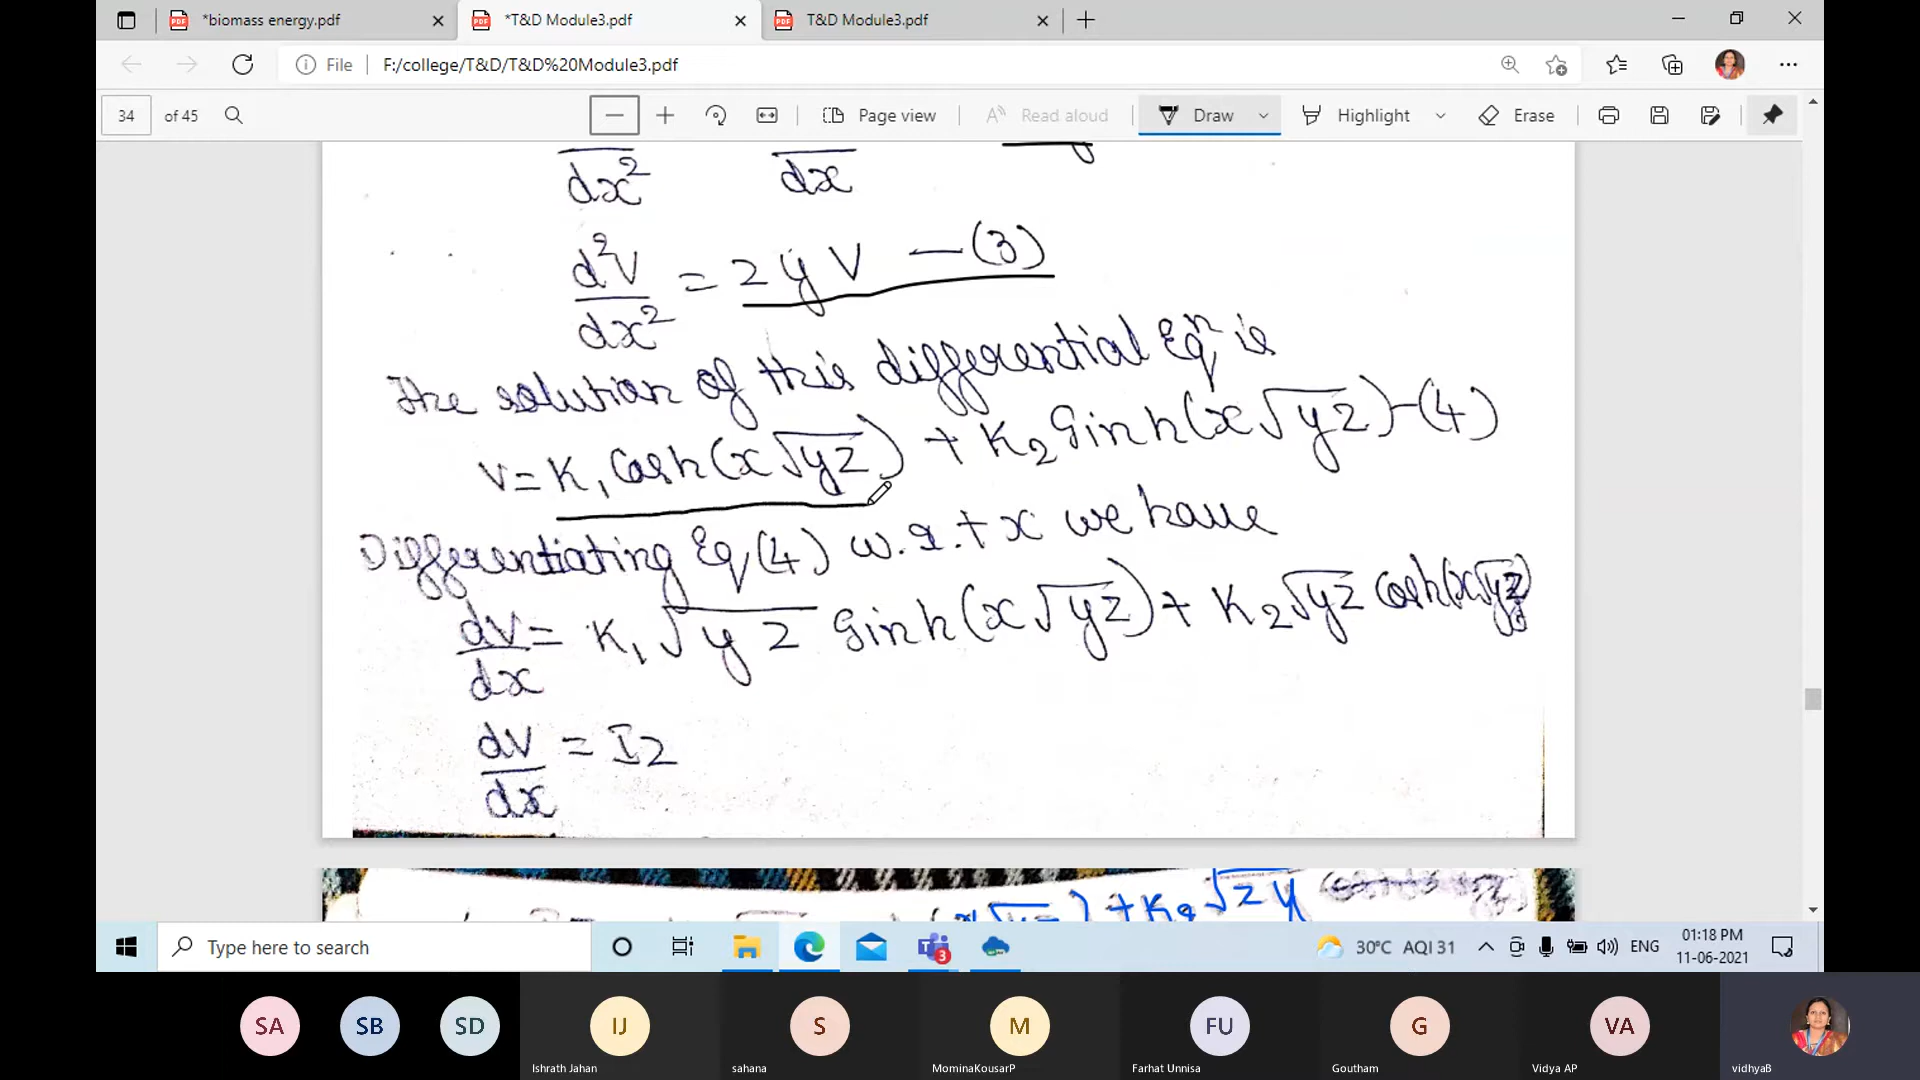 *biomass energy.pdf
*T&D Module3.pdf
T&D Module3.pdf
File F:/college/T&D/T&D%20Module3.pdf
34 of 45
Page view
Read aloud
Draw
Highlight
Erase
dx² dx
d²V/dx² = zyV —(3)
The solution of this differential Eqⁿ is
V = K₁ Cosh(x√yz) + K₂ Sinh(x√yz) —(4)
Differentiating Eq (4) w.r.t x we have
dV/dx = K₁√yz Sinh(x√yz) + K₂√yz Cosh(x√yz)
dV/dx = Iz
+ K₂ √zy
Type here to search
3
30°C AQI 31
ENG
01:18 PM
11-06-2021
SA
SB
SD
IJ
S
M
FU
G
VA
Ishrath Jahan
sahana
MominaKousarP
Farhat Unnisa
Goutham
Vidya AP
vidhyaB